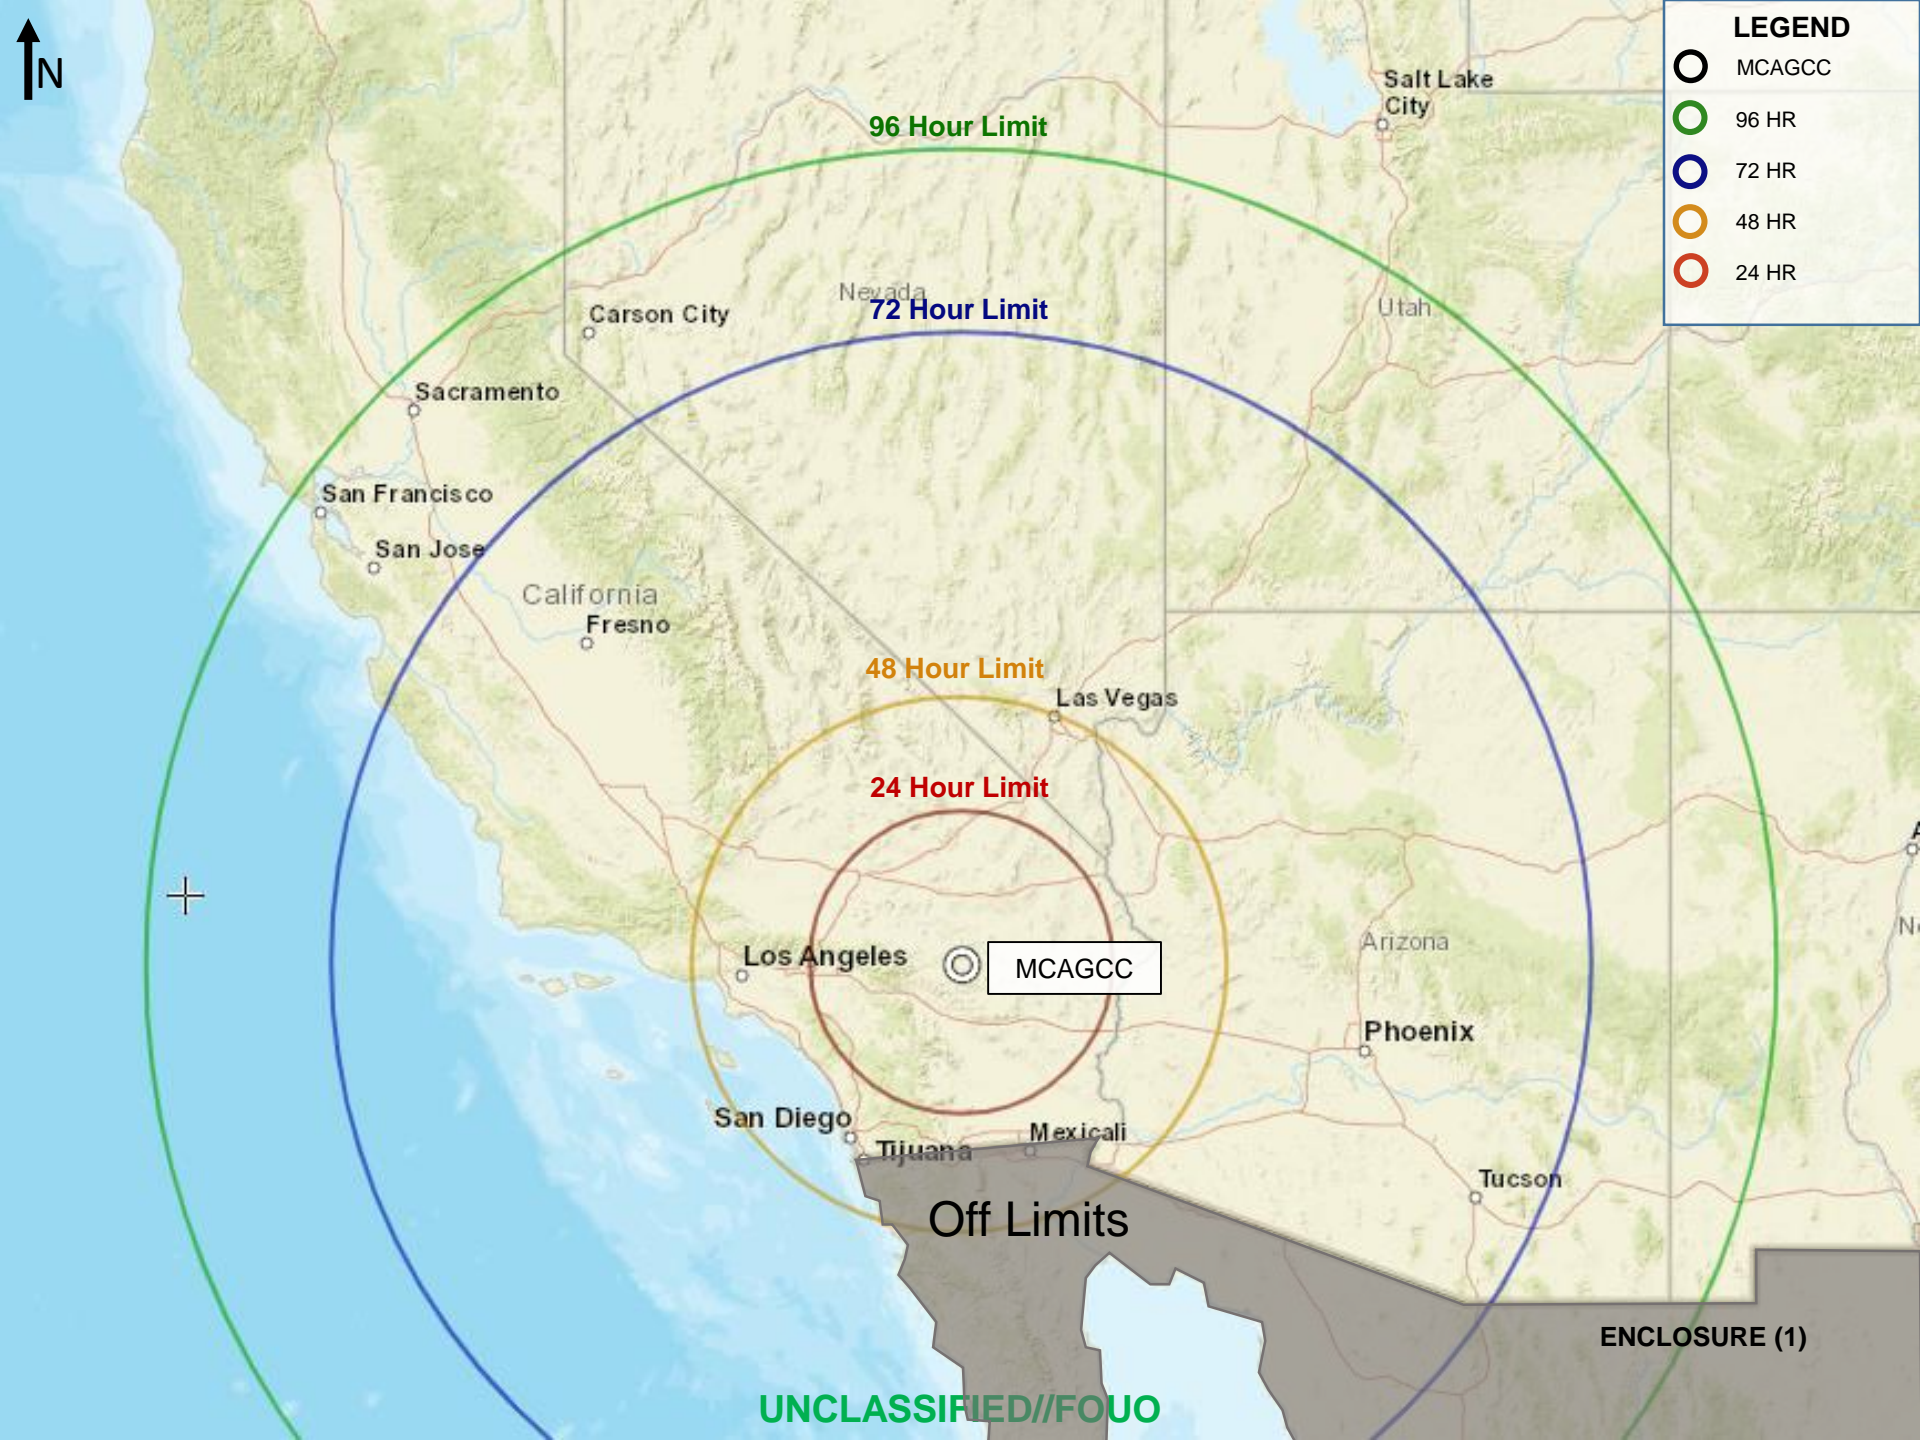 N
LEGEND
MCAGCC
96 HR
72 HR
48 HR
24 HR
Salt Lake
City
96 Hour Limit
Nevada
72 Hour Limit
Utah
Carson City
Sacramento
San Francisco
San Jose
California
Fresno
48 Hour Limit
Las Vegas
24 Hour Limit
Los Angeles
MCAGCC
Arizona
Phoenix
San Diego
Tijuana
Mexicali
Tucson
Off Limits
ENCLOSURE (1)
UNCLASSIFIED//FOUO